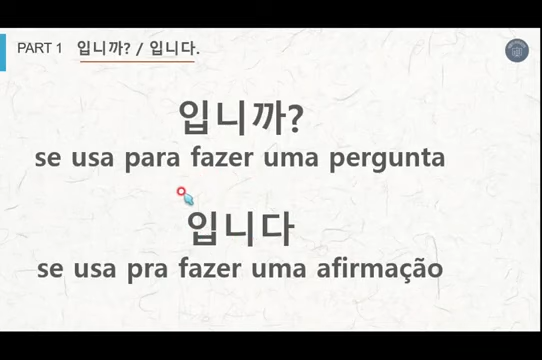 PART 1 입니까? / 입니다.
입니까?
se usa para fazer uma pergunta
입니다
se usa pra fazer uma afirmação